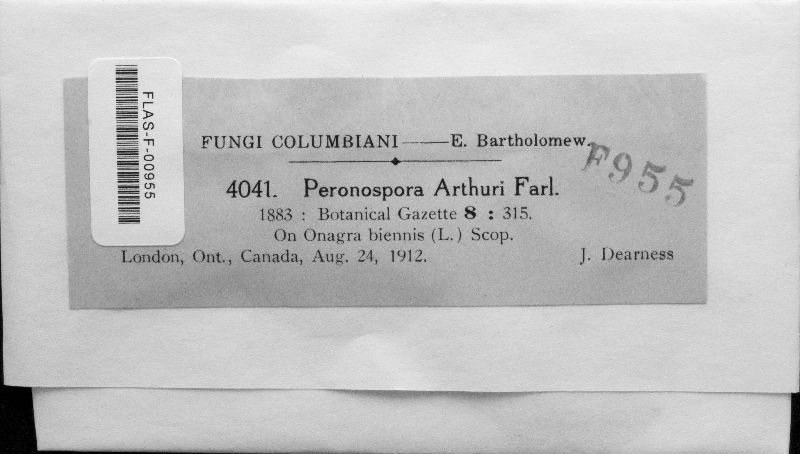 FLAS-F-00955
FUNGI COLUMBIANI——E. Bartholomew.
F955
4041. Peronospora Arthuri Farl.
1883 : Botanical Gazette 8 : 315.
On Onagra biennis (L.) Scop.
London, Ont., Canada, Aug. 24, 1912. J. Dearness